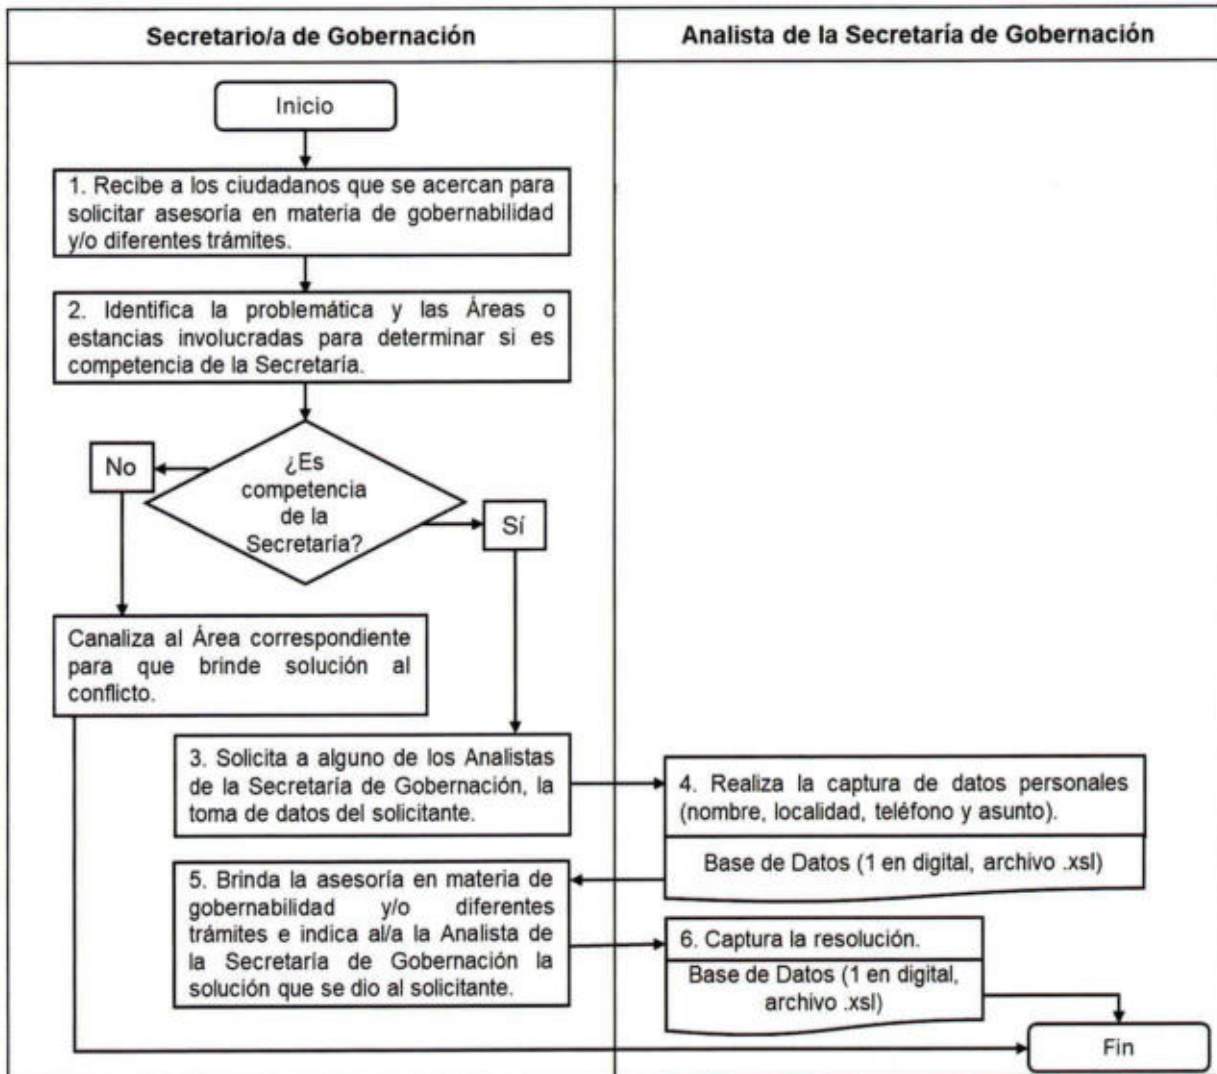 Secretario/a de Gobernación
Analista de la Secretaría de Gobernación
Inicio
1. Recibe a los ciudadanos que se acercan para
solicitar asesoría en materia de gobernabilidad
y/o diferentes trámites.
2. Identifica la problemática y las Áreas o
estancias involucradas para determinar si es
competencia de la Secretaría.
¿Es
competencia
de la
Secretaría?
No
Sí
Canaliza al Área correspondiente
para que brinde solución al
conflicto.
3. Solicita a alguno de los Analistas
de la Secretaría de Gobernación, la
toma de datos del solicitante.
4. Realiza la captura de datos personales
(nombre, localidad, teléfono y asunto).
Base de Datos (1 en digital, archivo .xsl)
5. Brinda la asesoría en materia de
gobernabilidad y/o diferentes
trámites e indica al/a la Analista de
la Secretaría de Gobernación la
solución que se dio al solicitante.
6. Captura la resolución.
Base de Datos (1 en digital,
archivo .xsl)
Fin